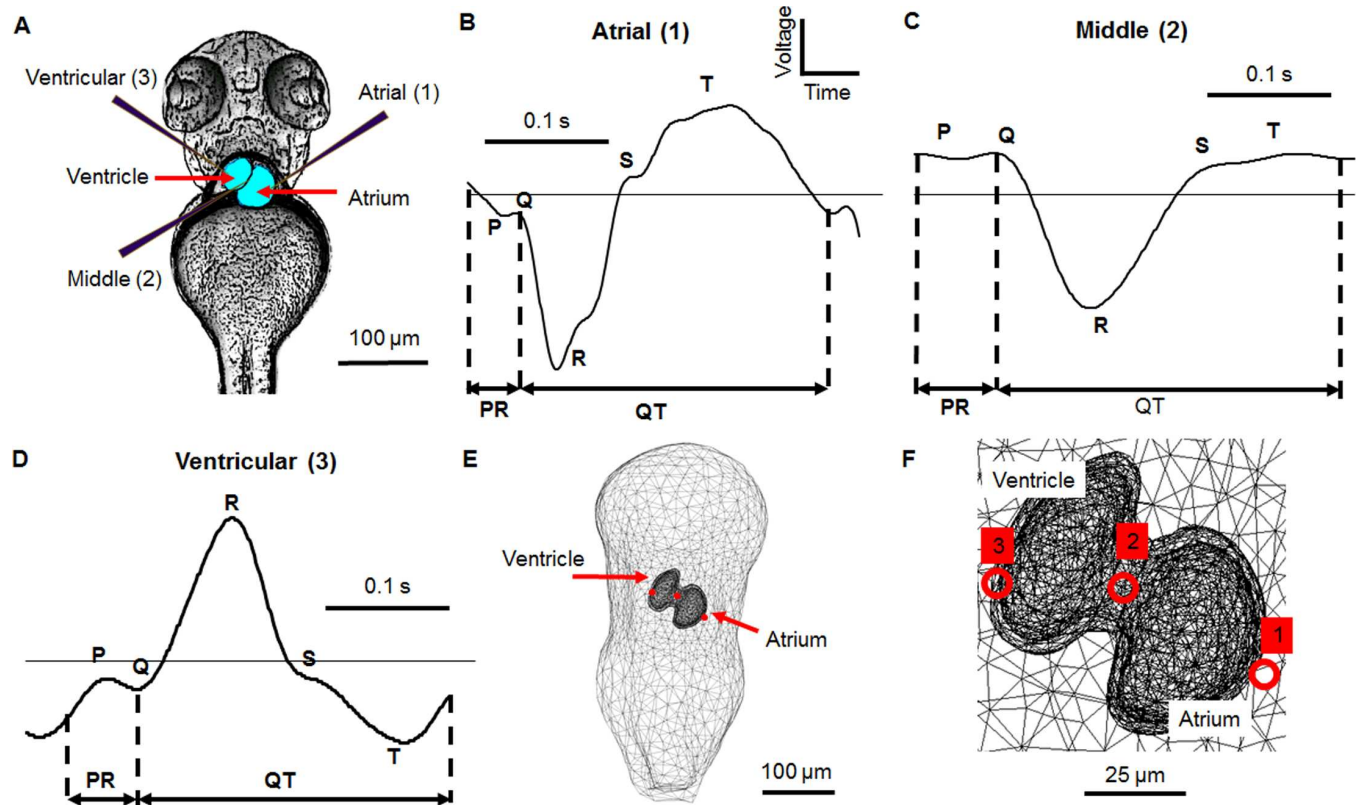 A
Ventricular (3)
Atrial (1)
Ventricle
Atrium
Middle (2)
100 µm
B
Atrial (1)
Voltage
Time
0.1 s
T
S
Q
P
R
PR
QT
C
Middle (2)
0.1 s
P
Q
S
T
R
PR
QT
D
Ventricular (3)
R
0.1 s
P
Q
S
T
PR
QT
E
Ventricle
Atrium
100 µm
F
Ventricle
3
2
1
Atrium
25 µm